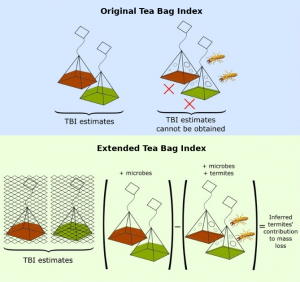 Original Tea Bag Index
TBI estimates
TBI estimates
cannot be obtained
Extended Tea Bag Index
+ microbes
+ microbes
+
termites
TBI estimates
= Inferred
termites'
contribution
to mass
loss